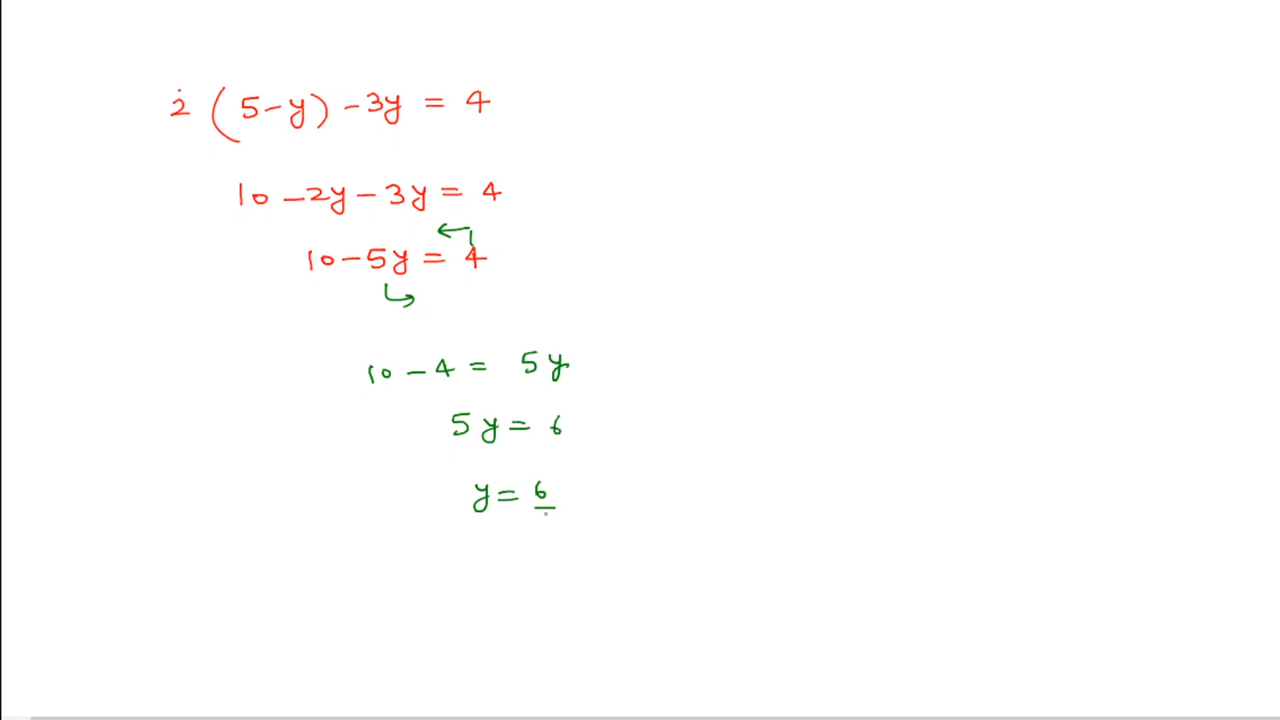 2 (5-y) -3y = 4
10 - 2y - 3y = 4
10 - 5y = 4
10 - 4 = 5y
5y = 6
y = 6